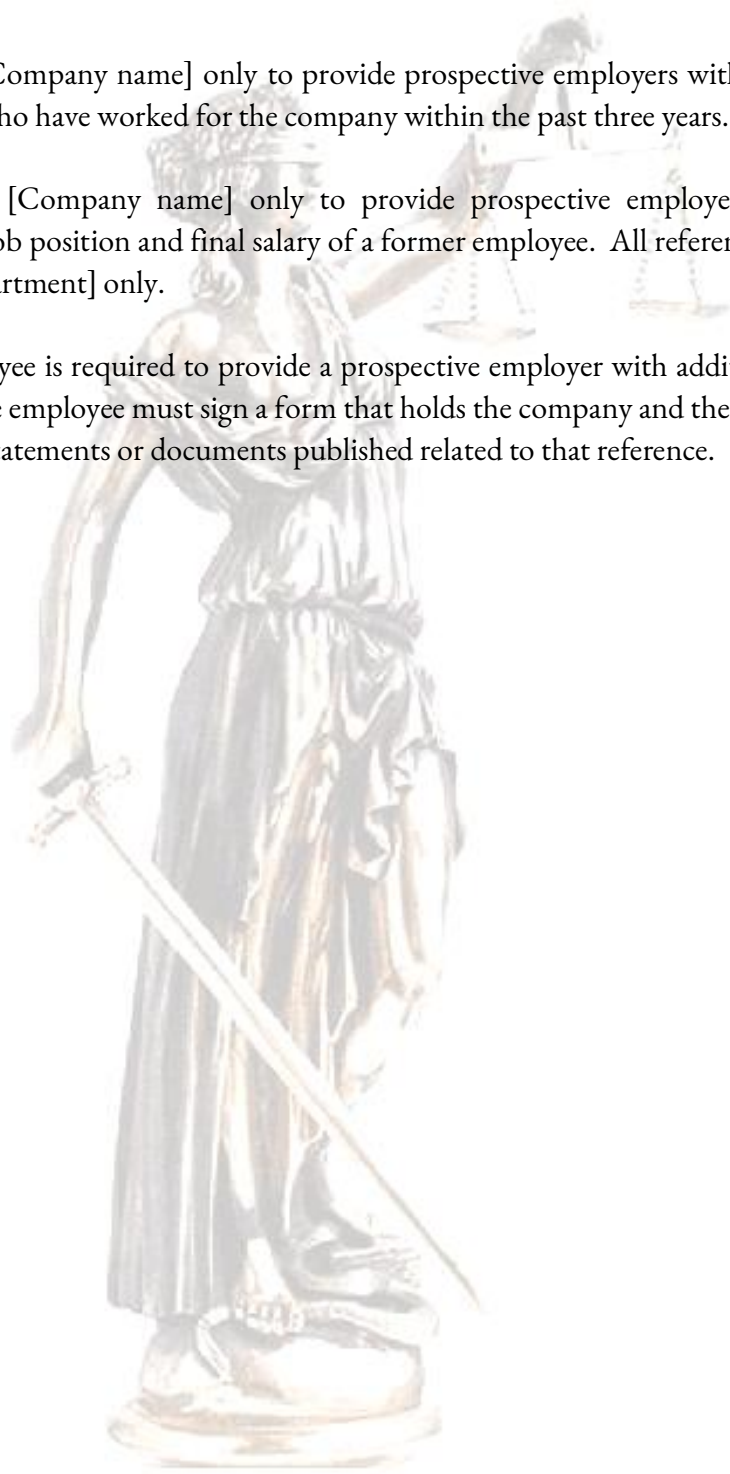 Company name] only to provide prospective employers with
ho have worked for the company within the past three years.
[Company name] only to provide prospective employe
ob position and final salary of a former employee. All referen
artment] only.
yee is required to provide a prospective employer with addi
e employee must sign a form that holds the company and the
atements or documents published related to that reference.